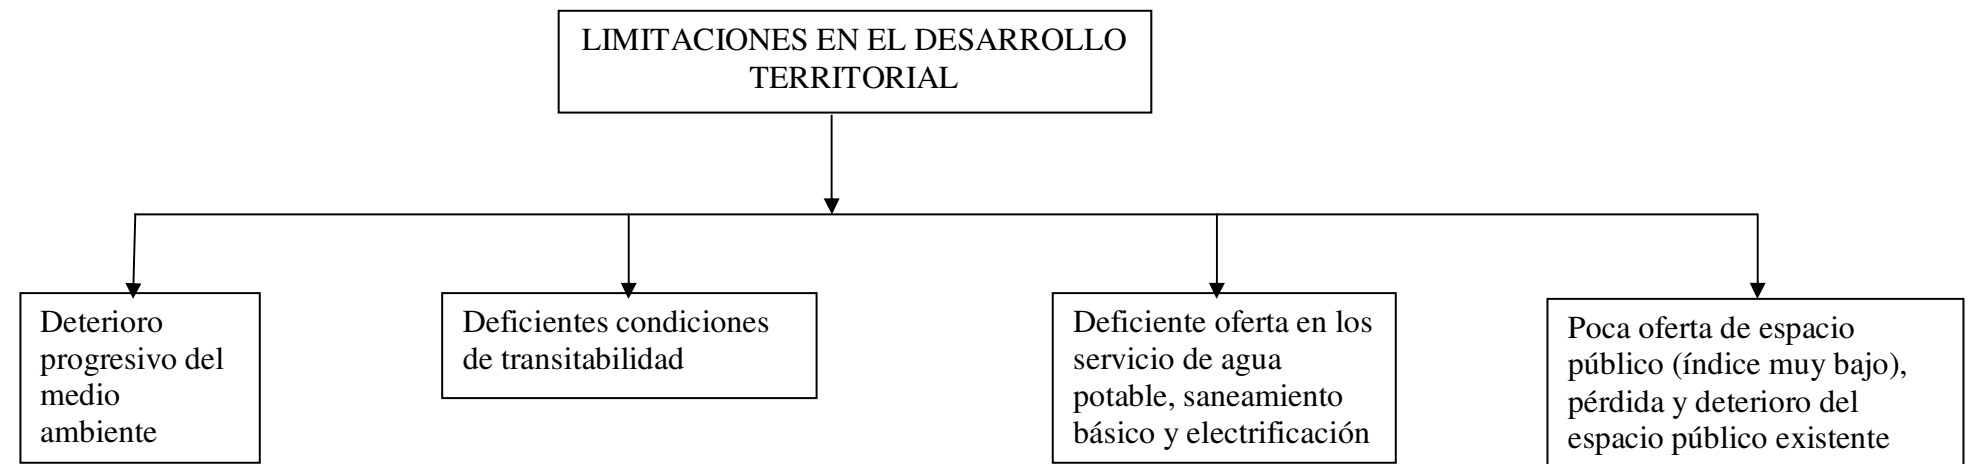 LIMITACIONES EN EL DESARROLLO
TERRITORIAL
Deterioro
progresivo del
medio
ambiente
Deficientes condiciones
de transitabilidad
Deficiente oferta en los
servicio de agua
potable, saneamiento
básico y electrificación
Poca oferta de espacio
público (índice muy bajo),
pérdida y deterioro del
espacio público existente